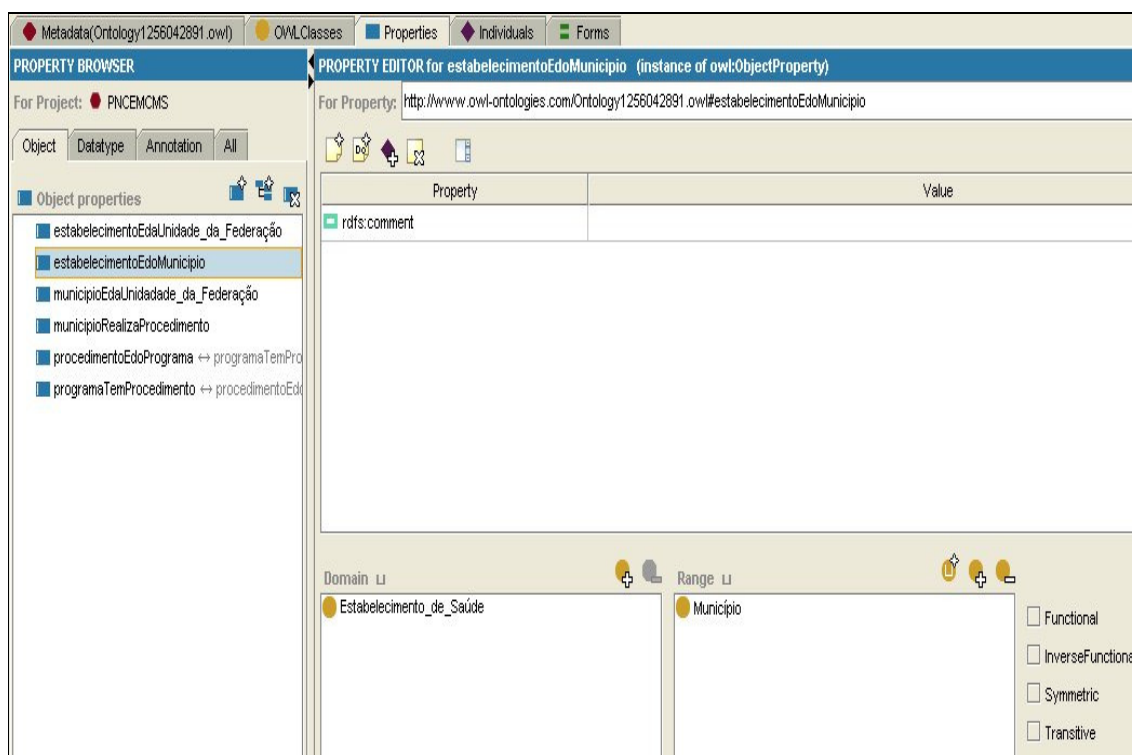 Metadata(Ontology1256042891.owl) OWLClasses Properties Individuals Forms
PROPERTY BROWSER
For Project: PNCEMCMS
Object Datatype Annotation All
Object properties
estabelecimentoEdaUnidade_da_Federação
estabelecimentoEdoMunicipio
municipioEdaUnidadade_da_Federação
municipioRealizaProcedimento
procedimentoEdoPrograma ↔ programaTemPro
programaTemProcedimento ↔ procedimentoEdo
PROPERTY EDITOR for estabelecimentoEdoMunicipio (instance of owl:ObjectProperty)
For Property: http://www.owl-ontologies.com/Ontology1256042891.owl#estabelecimentoEdoMunicipio
Property Value
rdfs:comment
Domain ⊔
Estabelecimento_de_Saúde
Range ⊔
Município
Functional
InverseFunctiona
Symmetric
Transitive